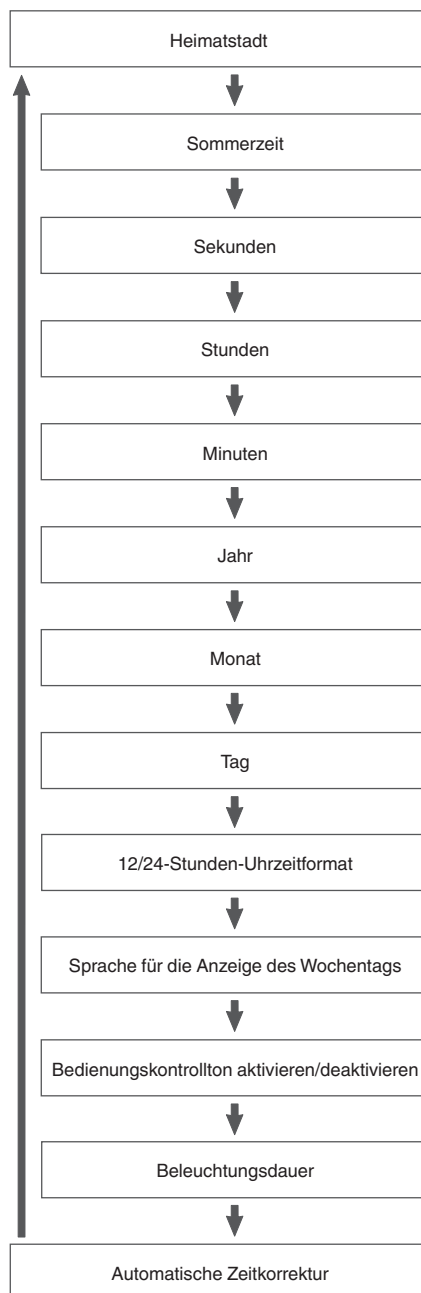 Heimatstadt
Sommerzeit
Sekunden
Stunden
Minuten
Jahr
Monat
Tag
12/24-Stunden-Uhrzeitformat
Sprache für die Anzeige des Wochentags
Bedienungskontrollton aktivieren/deaktivieren
Beleuchtungsdauer
Automatische Zeitkorrektur